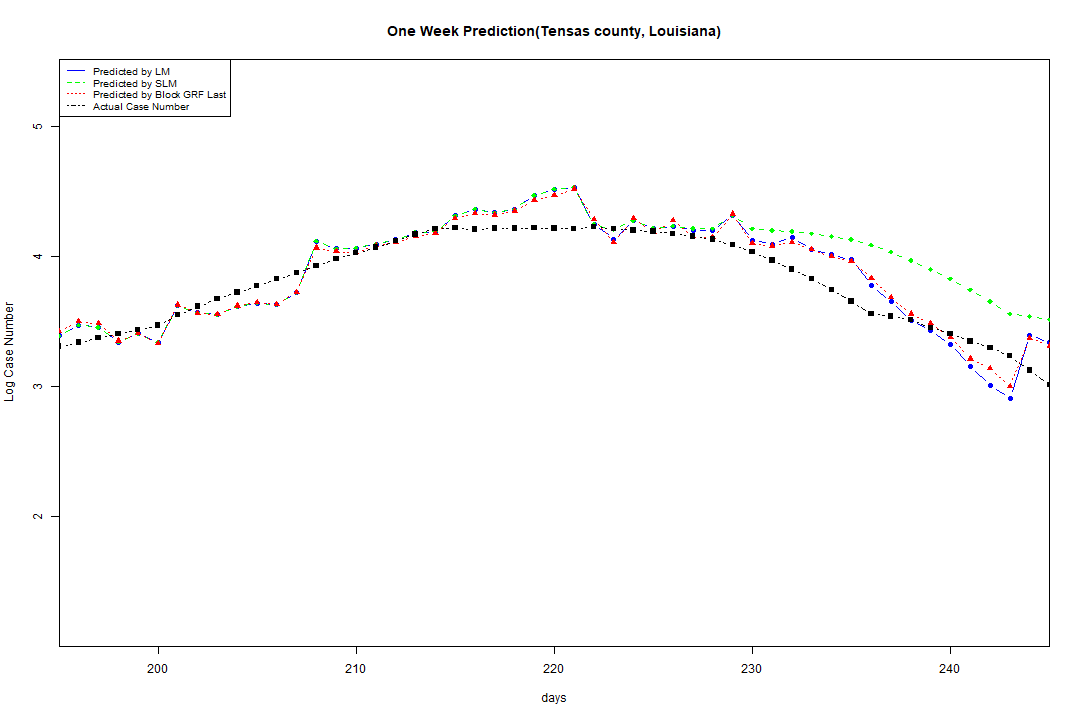 One Week Prediction(Tensas county, Louisiana)
Predicted by LM
Predicted by SLM
Predicted by Block GRF Last
Actual Case Number
5
4
3
2
Log Case Number
200 210 220 230 240
days